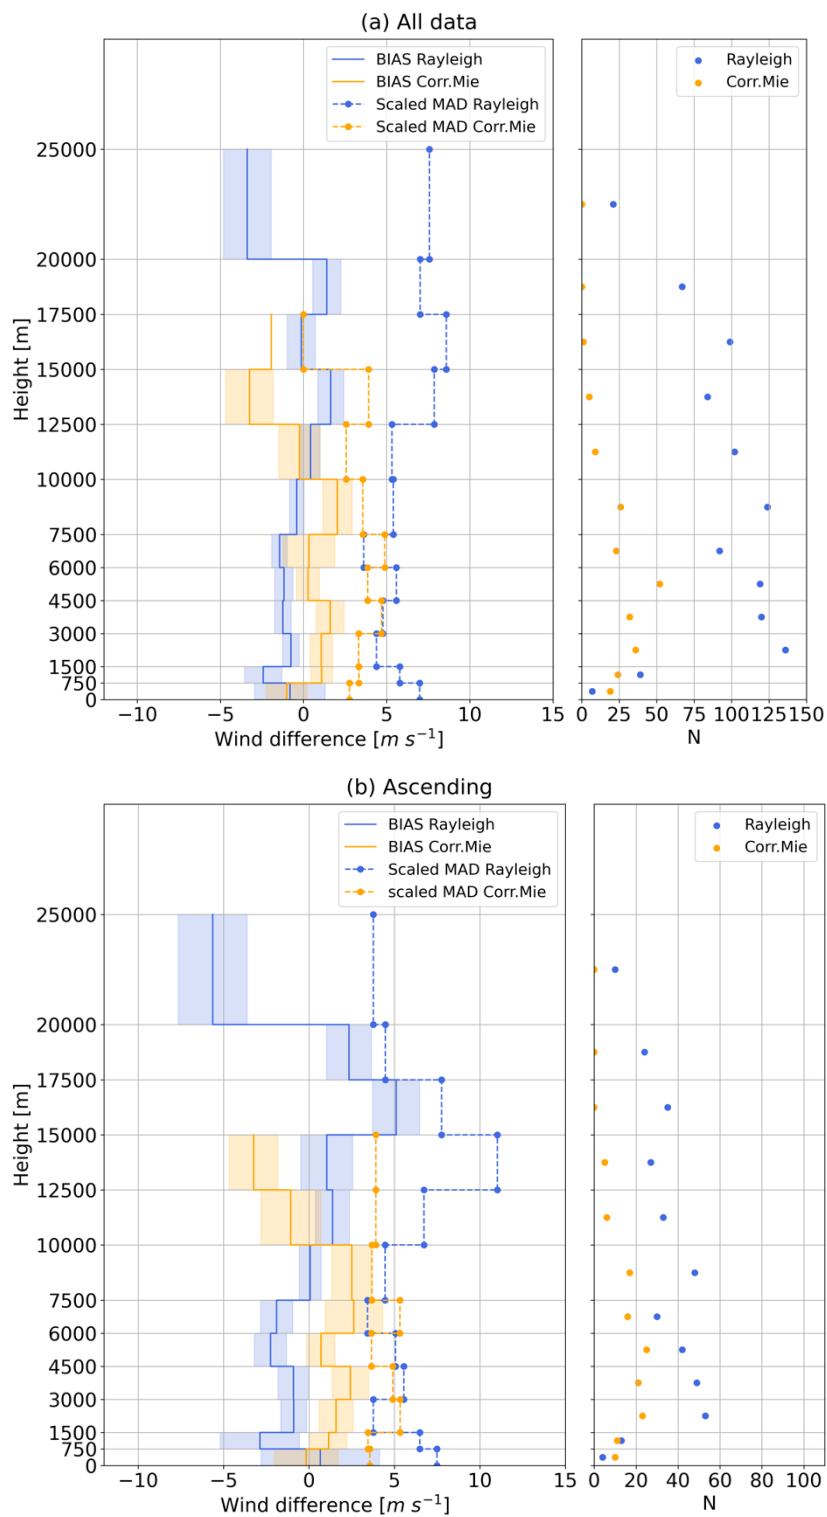 (a) All data
BIAS Rayleigh
BIAS Corr.Mie
Scaled MAD Rayleigh
Scaled MAD Corr.Mie
Rayleigh
Corr.Mie
25000
20000
17500
15000
12500
10000
7500
6000
4500
3000
1500
750
0
Height [m]
−10 −5 0 5 10 15
Wind difference [m s⁻¹]
0 25 50 75 100 125 150
N
(b) Ascending
BIAS Rayleigh
BIAS Corr.Mie
Scaled MAD Rayleigh
scaled MAD Corr.Mie
Rayleigh
Corr.Mie
25000
20000
17500
15000
12500
10000
7500
6000
4500
3000
1500
750
0
Height [m]
−10 −5 0 5 10 15
Wind difference [m s⁻¹]
0 20 40 60 80 100
N